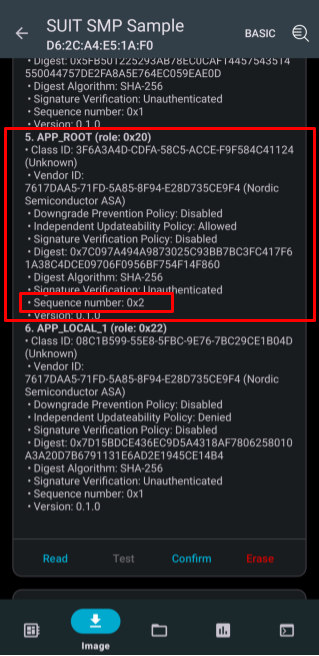 SUIT SMP Sample
D6:2C:A4:E5:1A:F0
BASIC
• Digest: 0x5FB501225293AB78EC0CAF14457543514
550044757DE2FA8A5E764EC059EAE0D
• Digest Algorithm: SHA-256
• Signature Verification: Unauthenticated
• Sequence number: 0x1
• Version: 0.1.0
5. APP_ROOT (role: 0x20)
• Class ID: 3F6A3A4D-CDFA-58C5-ACCE-F9F584C41124
(Unknown)
• Vendor ID:
7617DAA5-71FD-5A85-8F94-E28D735CE9F4 (Nordic
Semiconductor ASA)
• Downgrade Prevention Policy: Disabled
• Independent Updateability Policy: Allowed
• Signature Verification Policy: Disabled
• Digest: 0x7C097A494A9873025C93BB7BC3FC417F6
1A38C4DCE09706F0956BF754F14F860
• Digest Algorithm: SHA-256
• Signature Verification: Unauthenticated
• Sequence number: 0x2
• Version: 0.1.0
6. APP_LOCAL_1 (role: 0x22)
• Class ID: 08C1B599-55E8-5FBC-9E76-7BC29CE1B04D
(Unknown)
• Vendor ID:
7617DAA5-71FD-5A85-8F94-E28D735CE9F4 (Nordic
Semiconductor ASA)
• Downgrade Prevention Policy: Disabled
• Independent Updateability Policy: Denied
• Signature Verification Policy: Disabled
• Digest: 0x7D15BDCE436EC9D5A4318AF7806258010
A3A20D7B6791131E6AD2E1945CE14B4
• Digest Algorithm: SHA-256
• Signature Verification: Unauthenticated
• Sequence number: 0x1
• Version: 0.1.0
Read Test Confirm Erase
Image